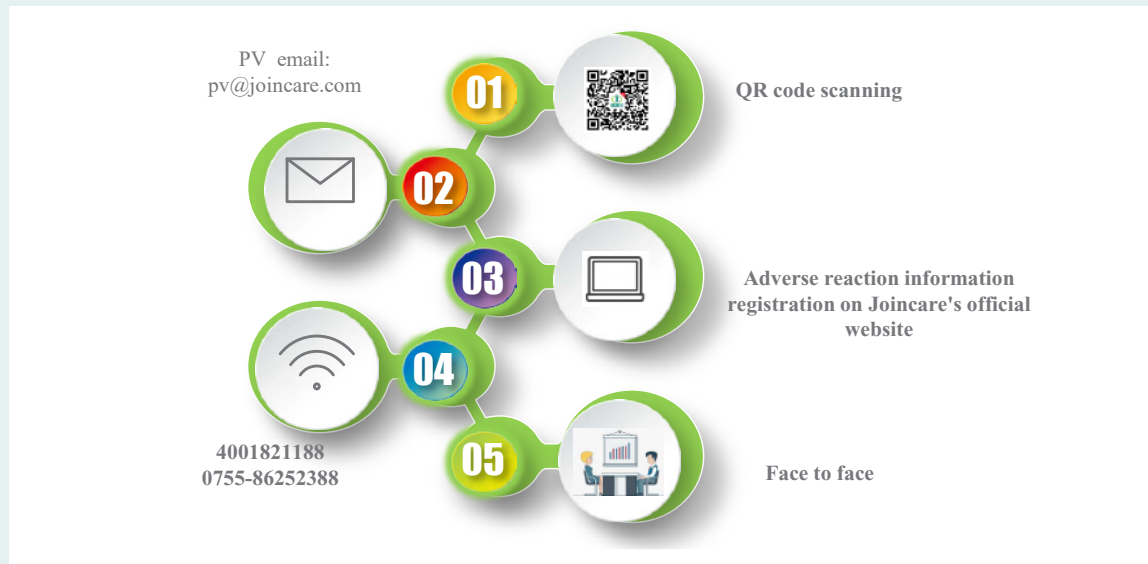 PV email:
pv@joincare.com
01
QR code scanning
02
03
Adverse reaction information
registration on Joincare's official
website
04
4001821188
0755-86252388
05
Face to face